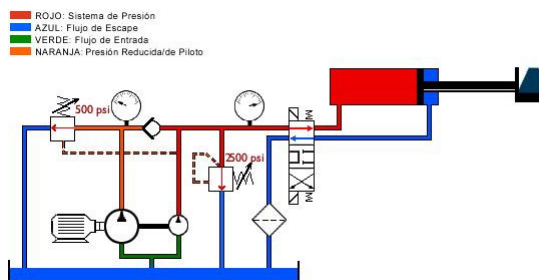 ROJO: Sistema de Presión
AZUL: Flujo de Escape
VERDE: Flujo de Entrada
NARANJA: Presión Reducida/de Piloto
500 psi
2500 psi